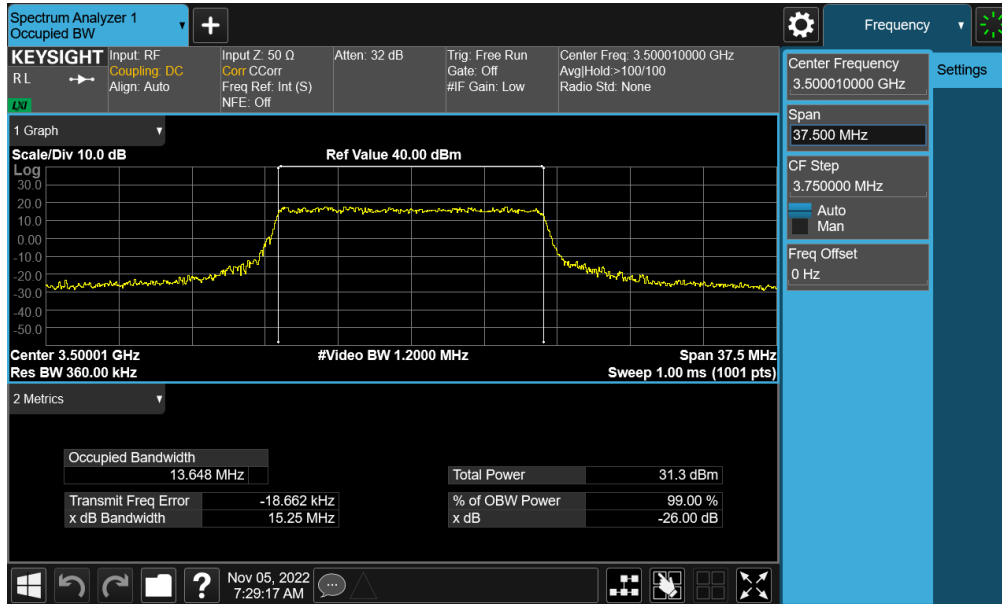 Spectrum Analyzer 1
Occupied BW
+
Frequency
KEYSIGHT
R L
LXI
Input: RF
Coupling: DC
Align: Auto
Input Z: 50 Ω
Corr CCorr
Freq Ref: Int (S)
NFE: Off
Atten: 32 dB
Trig: Free Run
Gate: Off
#IF Gain: Low
Center Freq: 3.500010000 GHz
Avg|Hold:>100/100
Radio Std: None
Center Frequency
3.500010000 GHz
Settings
Span
37.500 MHz
CF Step
3.750000 MHz
Auto
Man
Freq Offset
0 Hz
1 Graph
Scale/Div 10.0 dB
Ref Value 40.00 dBm
Log
30.0
20.0
10.0
0.00
-10.0
-20.0
-30.0
-40.0
-50.0
Center 3.50001 GHz
#Video BW 1.2000 MHz
Span 37.5 MHz
Res BW 360.00 kHz
Sweep 1.00 ms (1001 pts)
2 Metrics
Occupied Bandwidth
13.648 MHz
Total Power 31.3 dBm
Transmit Freq Error -18.662 kHz
% of OBW Power 99.00 %
x dB Bandwidth 15.25 MHz
x dB -26.00 dB
?
Nov 05, 2022
7:29:17 AM